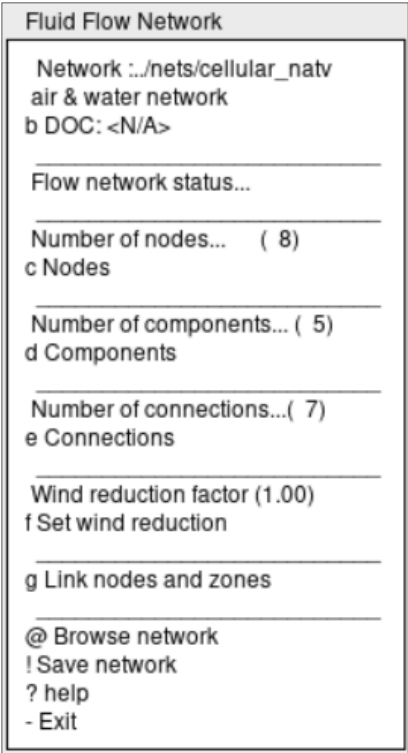 Fluid Flow Network
Network :../nets/cellular_natv
air & water network
b DOC: <N/A>
Flow network status...
Number of nodes... ( 8)
c Nodes
Number of components... ( 5)
d Components
Number of connections...( 7)
e Connections
Wind reduction factor (1.00)
f Set wind reduction
g Link nodes and zones
@ Browse network
! Save network
? help
- Exit